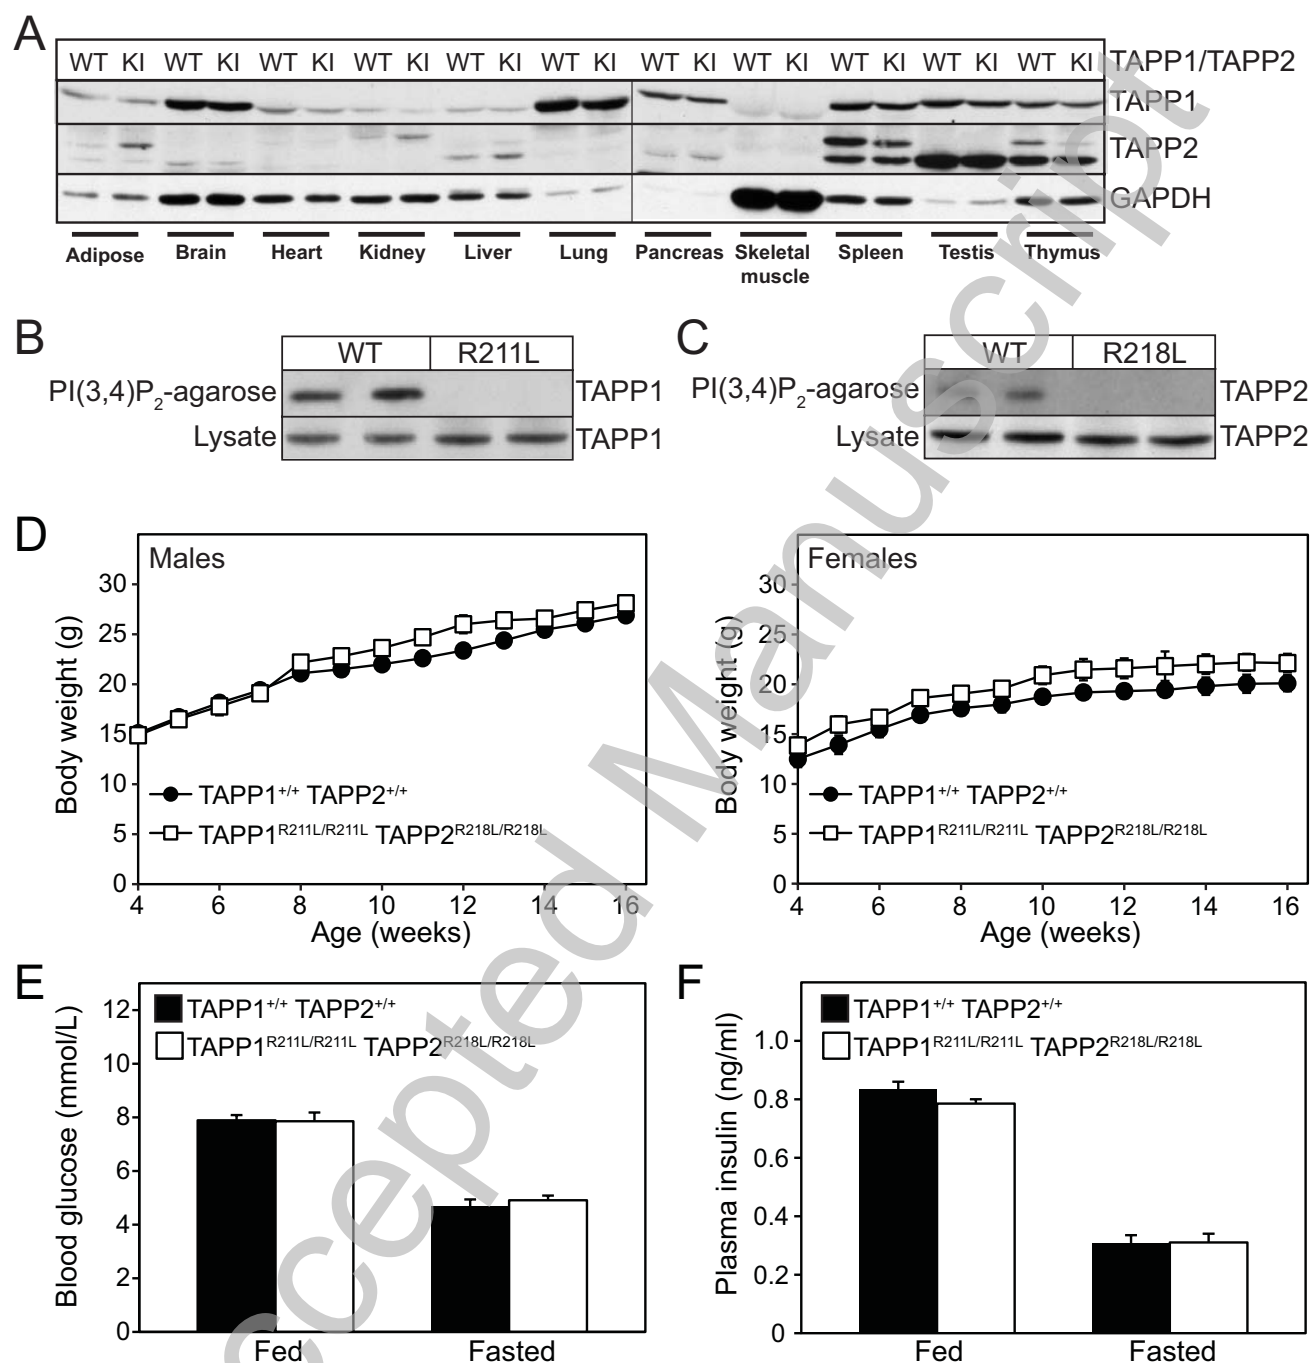 A
WT KI WT KI WT KI WT KI WT KI WT KI WT KI WT KI WT KI WT KI WT KI TAPP1/TAPP2
TAPP1
TAPP2
GAPDH
Adipose Brain Heart Kidney Liver Lung Pancreas Skeletal muscle Spleen Testis Thymus
B
WT R211L
PI(3,4)P₂-agarose TAPP1
Lysate TAPP1
C
WT R218L
PI(3,4)P₂-agarose TAPP2
Lysate TAPP2
D
Males
Body weight (g)
30
25
20
15
10
5
0
TAPP1⁺/⁺ TAPP2⁺/⁺
TAPP1ᴿ²¹¹ᴸ/ᴿ²¹¹ᴸ TAPP2ᴿ²¹⁸ᴸ/ᴿ²¹⁸ᴸ
4 6 8 10 12 14 16
Age (weeks)
Females
Body weight (g)
30
25
20
15
10
5
0
TAPP1⁺/⁺ TAPP2⁺/⁺
TAPP1ᴿ²¹¹ᴸ/ᴿ²¹¹ᴸ TAPP2ᴿ²¹⁸ᴸ/ᴿ²¹⁸ᴸ
4 6 8 10 12 14 16
Age (weeks)
E
Blood glucose (mmol/L)
12
10
8
6
4
2
0
TAPP1⁺/⁺ TAPP2⁺/⁺
TAPP1ᴿ²¹¹ᴸ/ᴿ²¹¹ᴸ TAPP2ᴿ²¹⁸ᴸ/ᴿ²¹⁸ᴸ
Fed Fasted
F
Plasma insulin (ng/ml)
1.0
0.8
0.6
0.4
0.2
0
TAPP1⁺/⁺ TAPP2⁺/⁺
TAPP1ᴿ²¹¹ᴸ/ᴿ²¹¹ᴸ TAPP2ᴿ²¹⁸ᴸ/ᴿ²¹⁸ᴸ
Fed Fasted
ccepted Manuscript